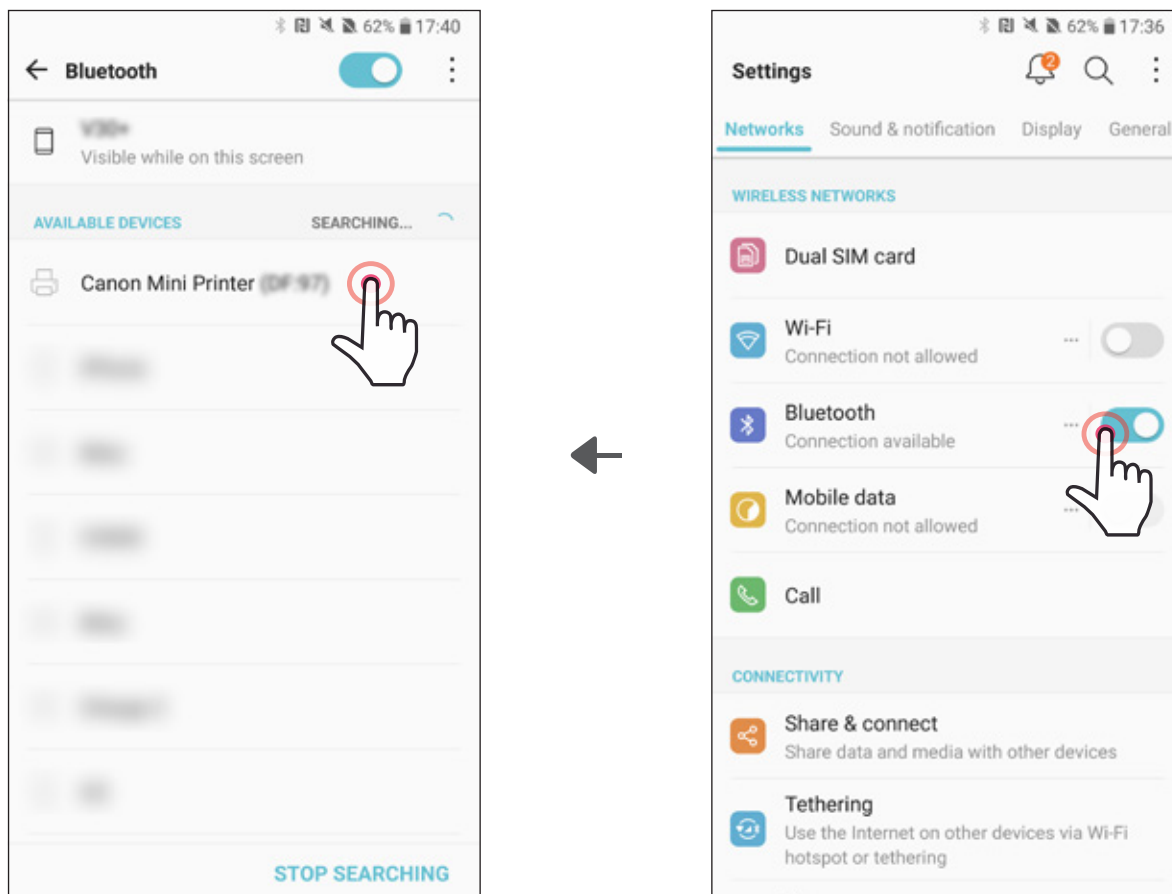 62% 17:40
Bluetooth
V30+
Visible while on this screen
AVAILABLE DEVICES SEARCHING...
Canon Mini Printer (DF:97)
STOP SEARCHING
62% 17:36
Settings
2
Networks Sound & notification Display General
WIRELESS NETWORKS
Dual SIM card
Wi-Fi
Connection not allowed
Bluetooth
Connection available
Mobile data
Connection not allowed
Call
CONNECTIVITY
Share & connect
Share data and media with other devices
Tethering
Use the Internet on other devices via Wi-Fi
hotspot or tethering